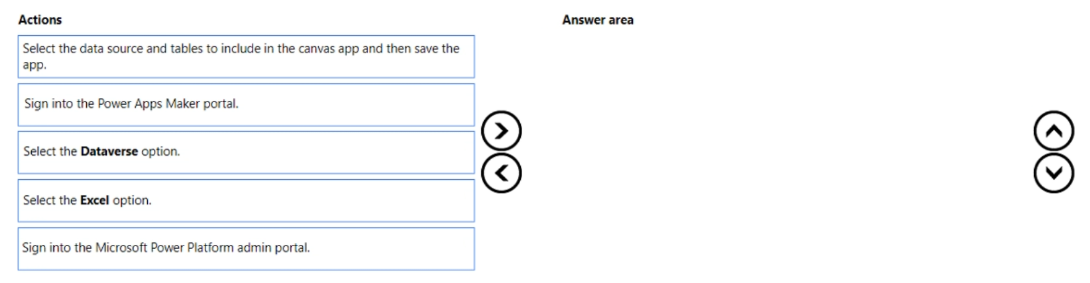 Actions
Answer area
Select the data source and tables to include in the canvas app and then save the
app.
Sign into the Power Apps Maker portal.
Select the Dataverse option.
Select the Excel option.
Sign into the Microsoft Power Platform admin portal.